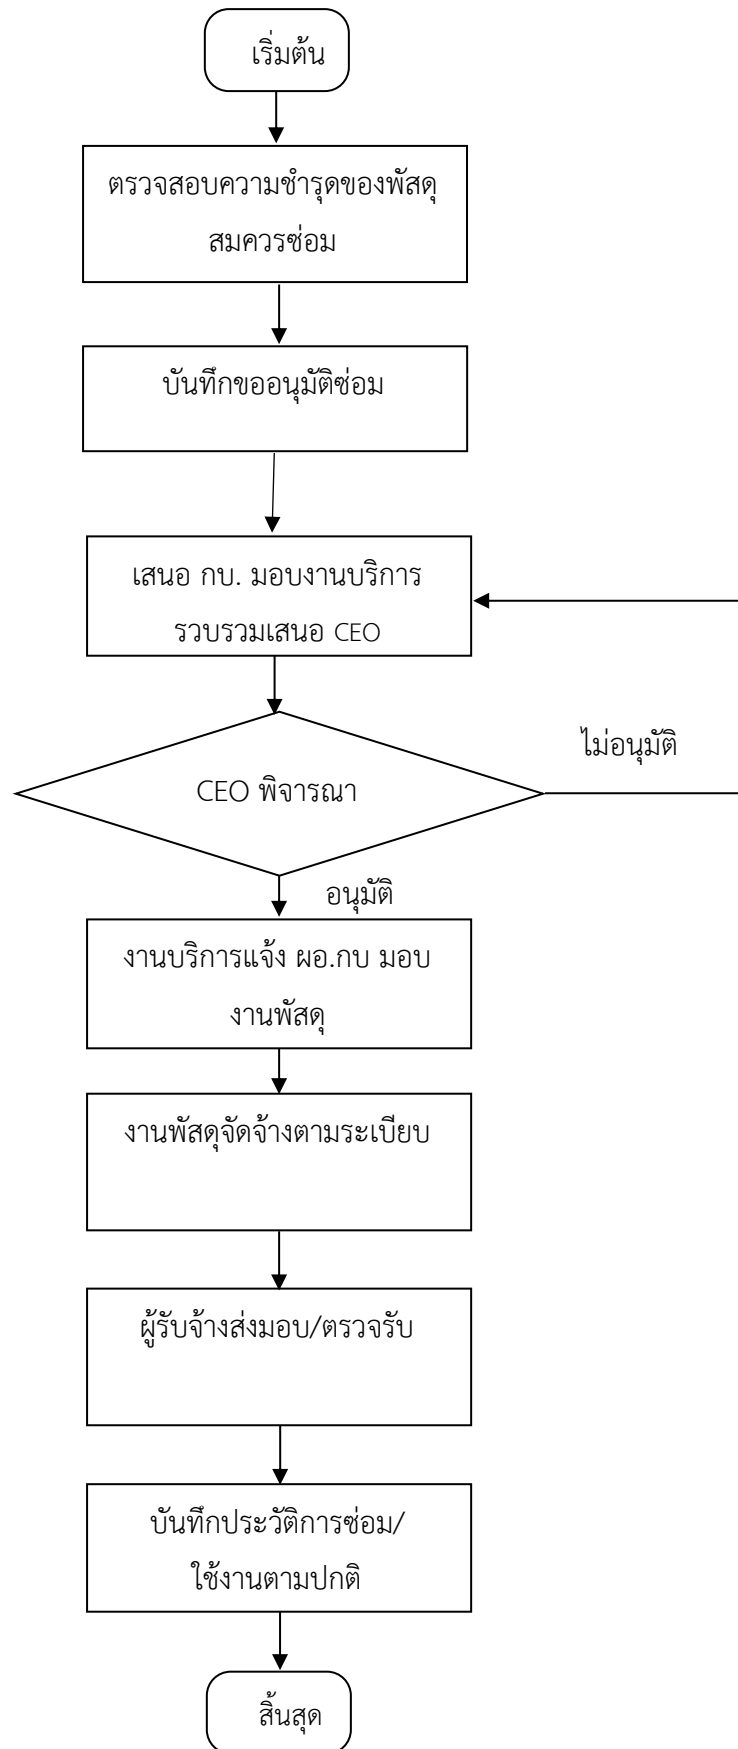 เริ่มต้น
ตรวจสอบความชำรุดของพัสดุ
สมควรซ่อม
บันทึกขออนุมัติซ่อม
เสนอ กบ. มอบงานบริการ
รวบรวมเสนอ CEO
ไม่อนุมัติ
CEO พิจารณา
อนุมัติ
งานบริการแจ้ง ผอ.กบ มอบ
งานพัสดุ
งานพัสดุจัดจ้างตามระเบียบ
ผู้รับจ้างส่งมอบ/ตรวจรับ
บันทึกประวัติการซ่อม/
ใช้งานตามปกติ
สิ้นสุด